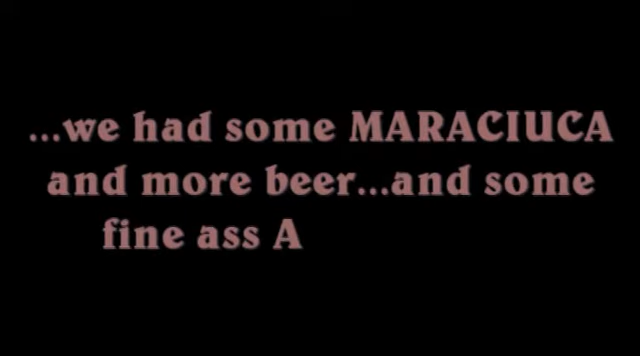 ...we had some MARACIUCA
and more beer...and some
fine ass A